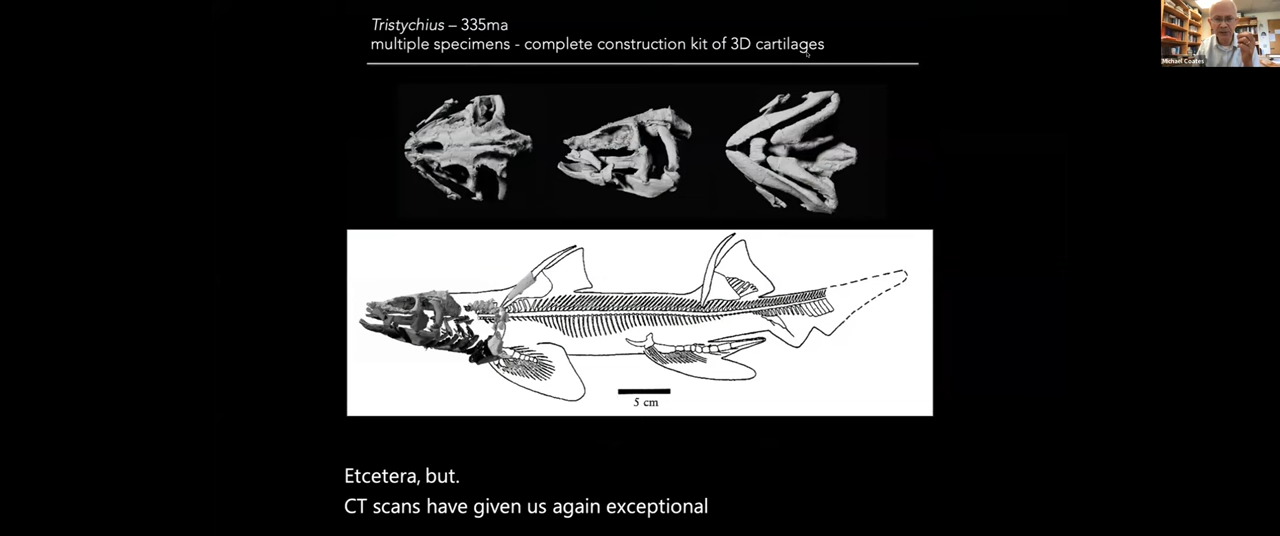 Tristychius – 335ma
multiple specimens - complete construction kit of 3D cartilages
Michael Coates
5 cm
Etcetera, but.
CT scans have given us again exceptional